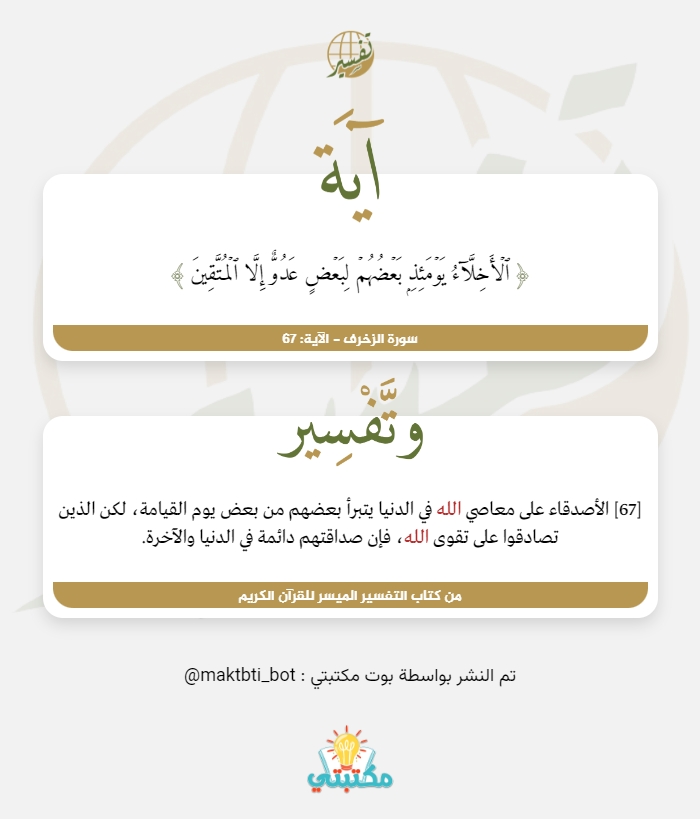 تفسير
آيَة
﴿ ٱلۡأَخِلَّآءُ يَوۡمَئِذِۭ بَعۡضُهُمۡ لِبَعۡضٍ عَدُوٌّ إِلَّا ٱلۡمُتَّقِينَ ﴾
سورة الزخرف - الآية: 67
وتَّفْسِير
[67] الأصدقاء على معاصي الله في الدنيا يتبرأ بعضهم من بعض يوم القيامة، لكن الذين
تصادقوا على تقوى الله، فإن صداقتهم دائمة في الدنيا والآخرة.
من كتاب التفسير الميسر للقرآن الكريم
تم النشر بواسطة بوت مكتبتي : @maktbti_bot
مكتبتي